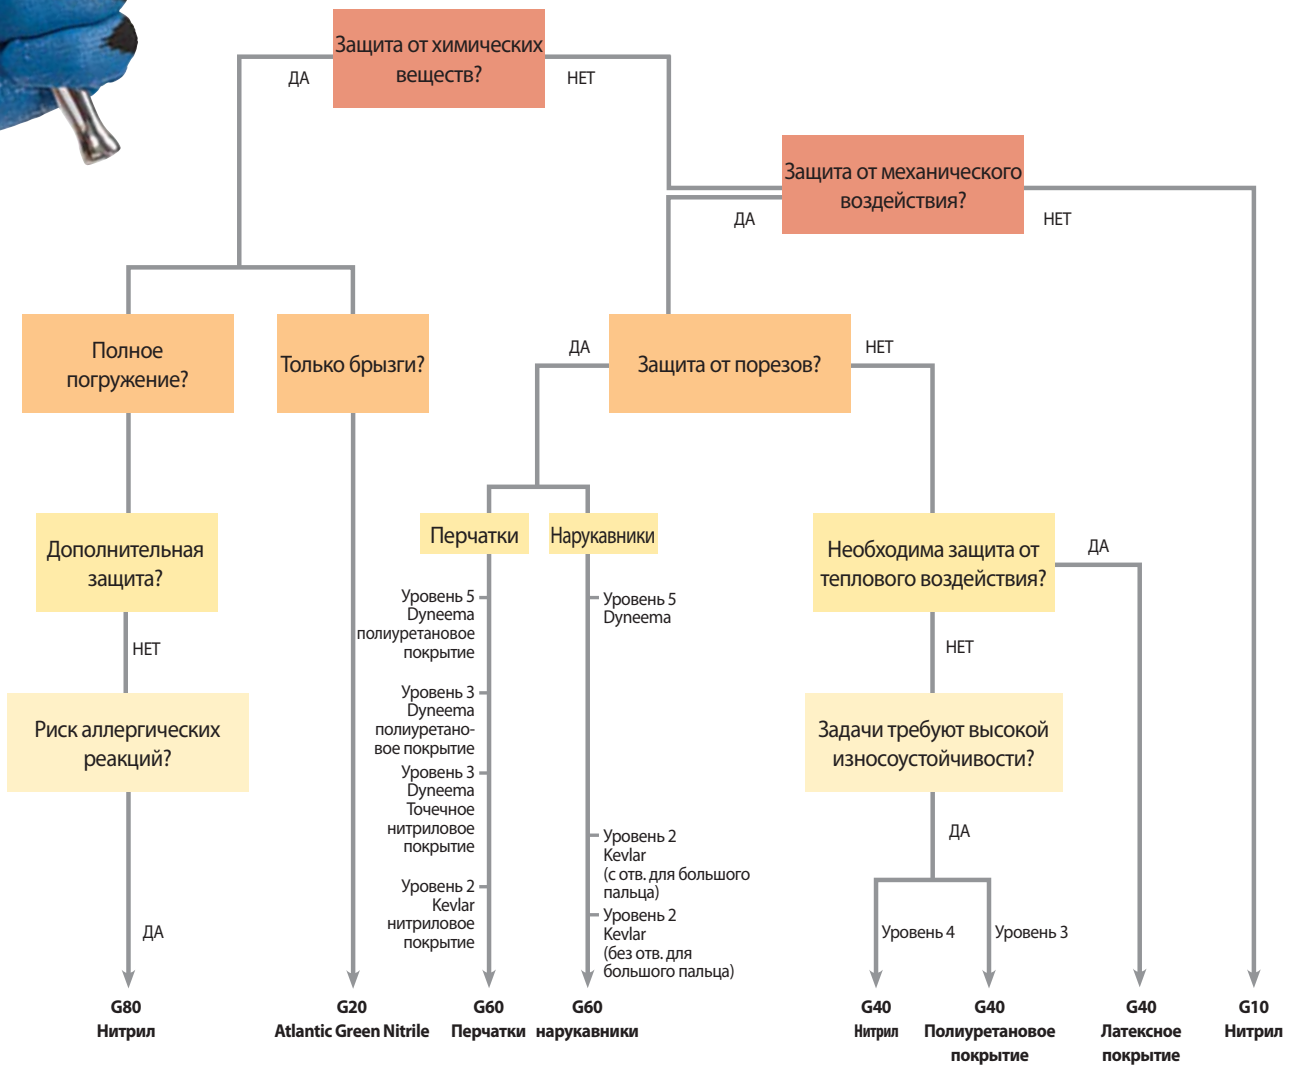 Защита от химических
веществ?
ДА
НЕТ
Защита от механического
воздействия?
ДА
НЕТ
Полное
погружение?
Только брызги?
ДА
Защита от порезов?
НЕТ
Дополнительная
защита?
НЕТ
Риск аллергических
реакций?
ДА
Перчатки
Нарукавники
Уровень 5
Dyneema
полиуретановое
покрытие
Уровень 3
Dyneema
полиуретано-
вое покрытие
Уровень 3
Dyneema
Точечное
нитриловое
покрытие
Уровень 2
Kevlar
нитриловое
покрытие
Уровень 5
Dyneema
Уровень 2
Kevlar
(с отв. для большого
пальца)
Уровень 2
Kevlar
(без отв. для
большого пальца)
Необходима защита от
теплового воздействия?
ДА
НЕТ
Задачи требуют высокой
износоустойчивости?
ДА
Уровень 4
Уровень 3
G80
Нитрил
G20
Atlantic Green Nitrile
G60
Перчатки
G60
нарукавники
G40
Нитрил
G40
Полиуретановое
покрытие
G40
Латексное
покрытие
G10
Нитрил